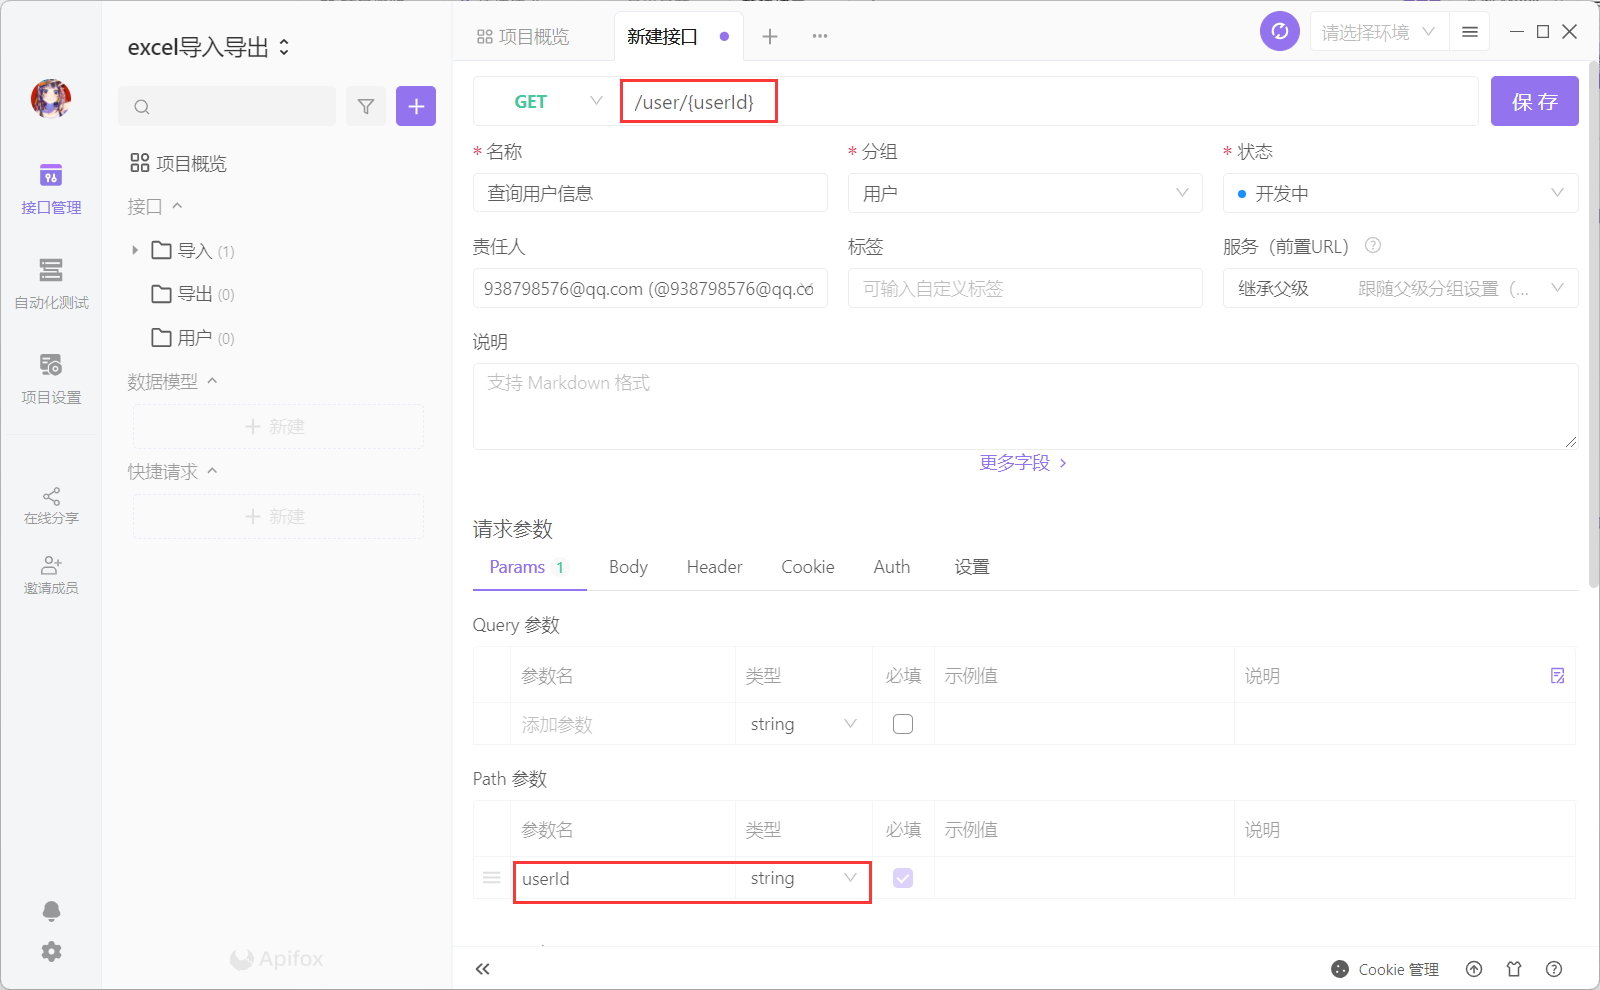 excel导入导出
项目概览
新建接口
请选择环境
GET
/user/{userId}
保 存
接口管理
自动化测试
项目设置
在线分享
邀请成员
项目概览
接口
导入 (1)
导出 (0)
用户 (0)
数据模型
新建
快捷请求
新建
Apifox
* 名称
* 分组
* 状态
查询用户信息
用户
开发中
责任人
标签
服务（前置URL）
938798576@qq.com (@938798576@qq.co
可输入自定义标签
继承父级 跟随父级分组设置（...
说明
支持 Markdown 格式
更多字段
请求参数
Params 1 Body Header Cookie Auth 设置
Query 参数
参数名 类型 必填 示例值 说明
添加参数 string
Path 参数
参数名 类型 必填 示例值 说明
userId string
Cookie 管理